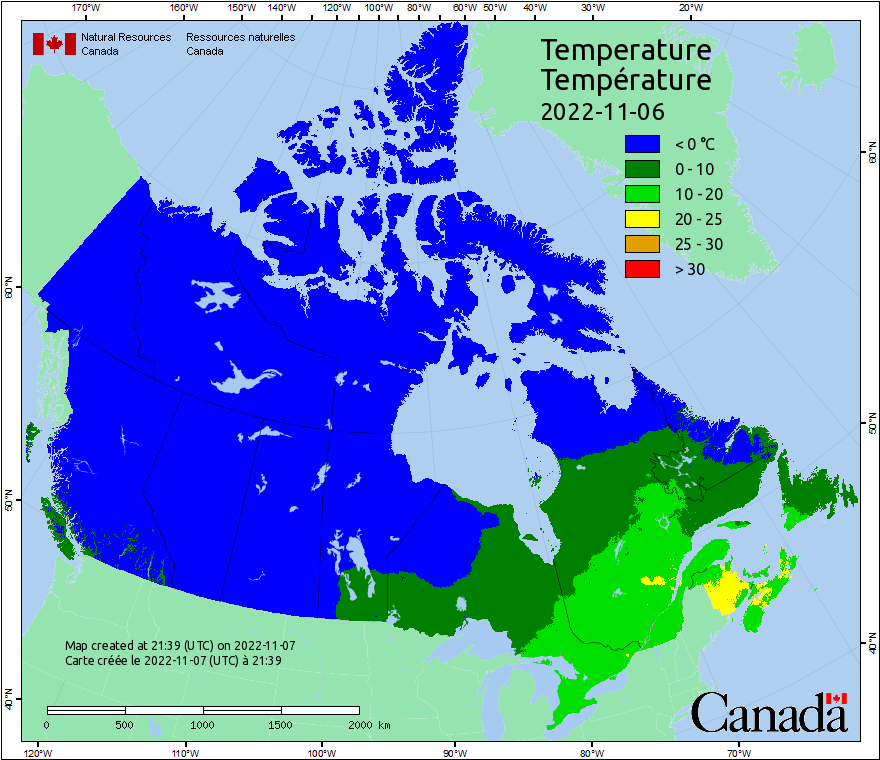 170°W 160°W 150°W 140°W 130°W 120°W 110°W 100°W 90°W 80°W 60°W 50°W 40°W 30°W 20°W
Natural Resources Ressources naturelles
Canada Canada
Temperature
Température
2022-11-06
< 0 °C
0 - 10
10 - 20
20 - 25
25 - 30
> 30
60°N
60°N
50°N
50°N
40°N
40°N
Map created at 21:39 (UTC) on 2022-11-07
Carte créée le 2022-11-07 (UTC) à 21:39
0 500 1000 1500 2000 km
Canada
120°W 110°W 100°W 90°W 80°W 70°W